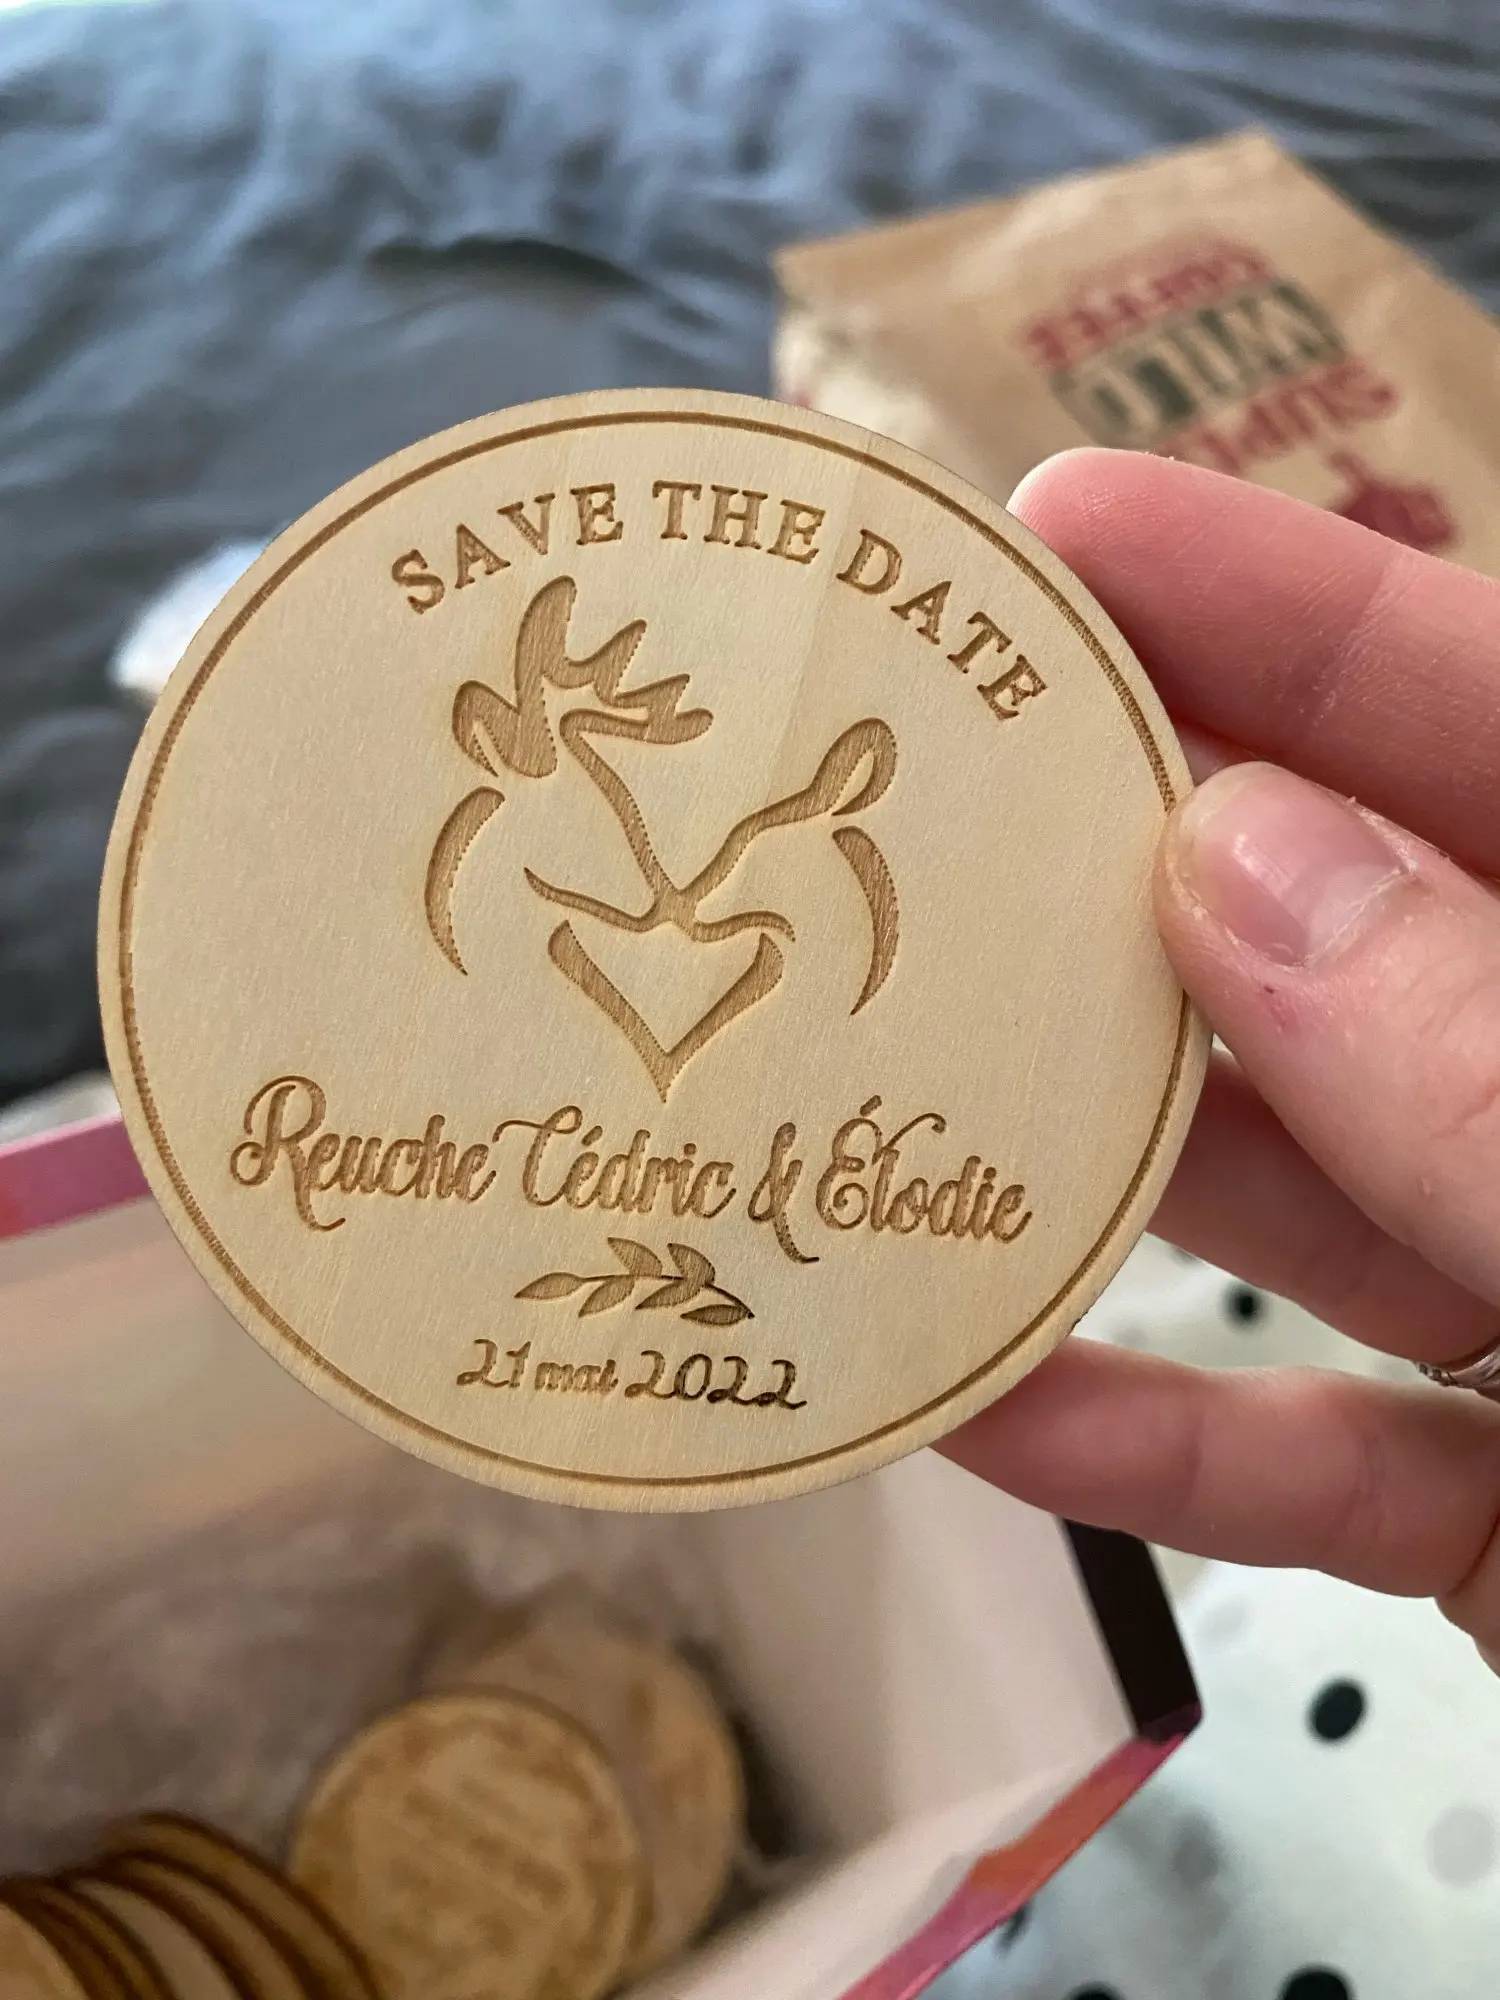 SAVE THE DATE
Reuche Cédric & Élodie
21 mai 2022